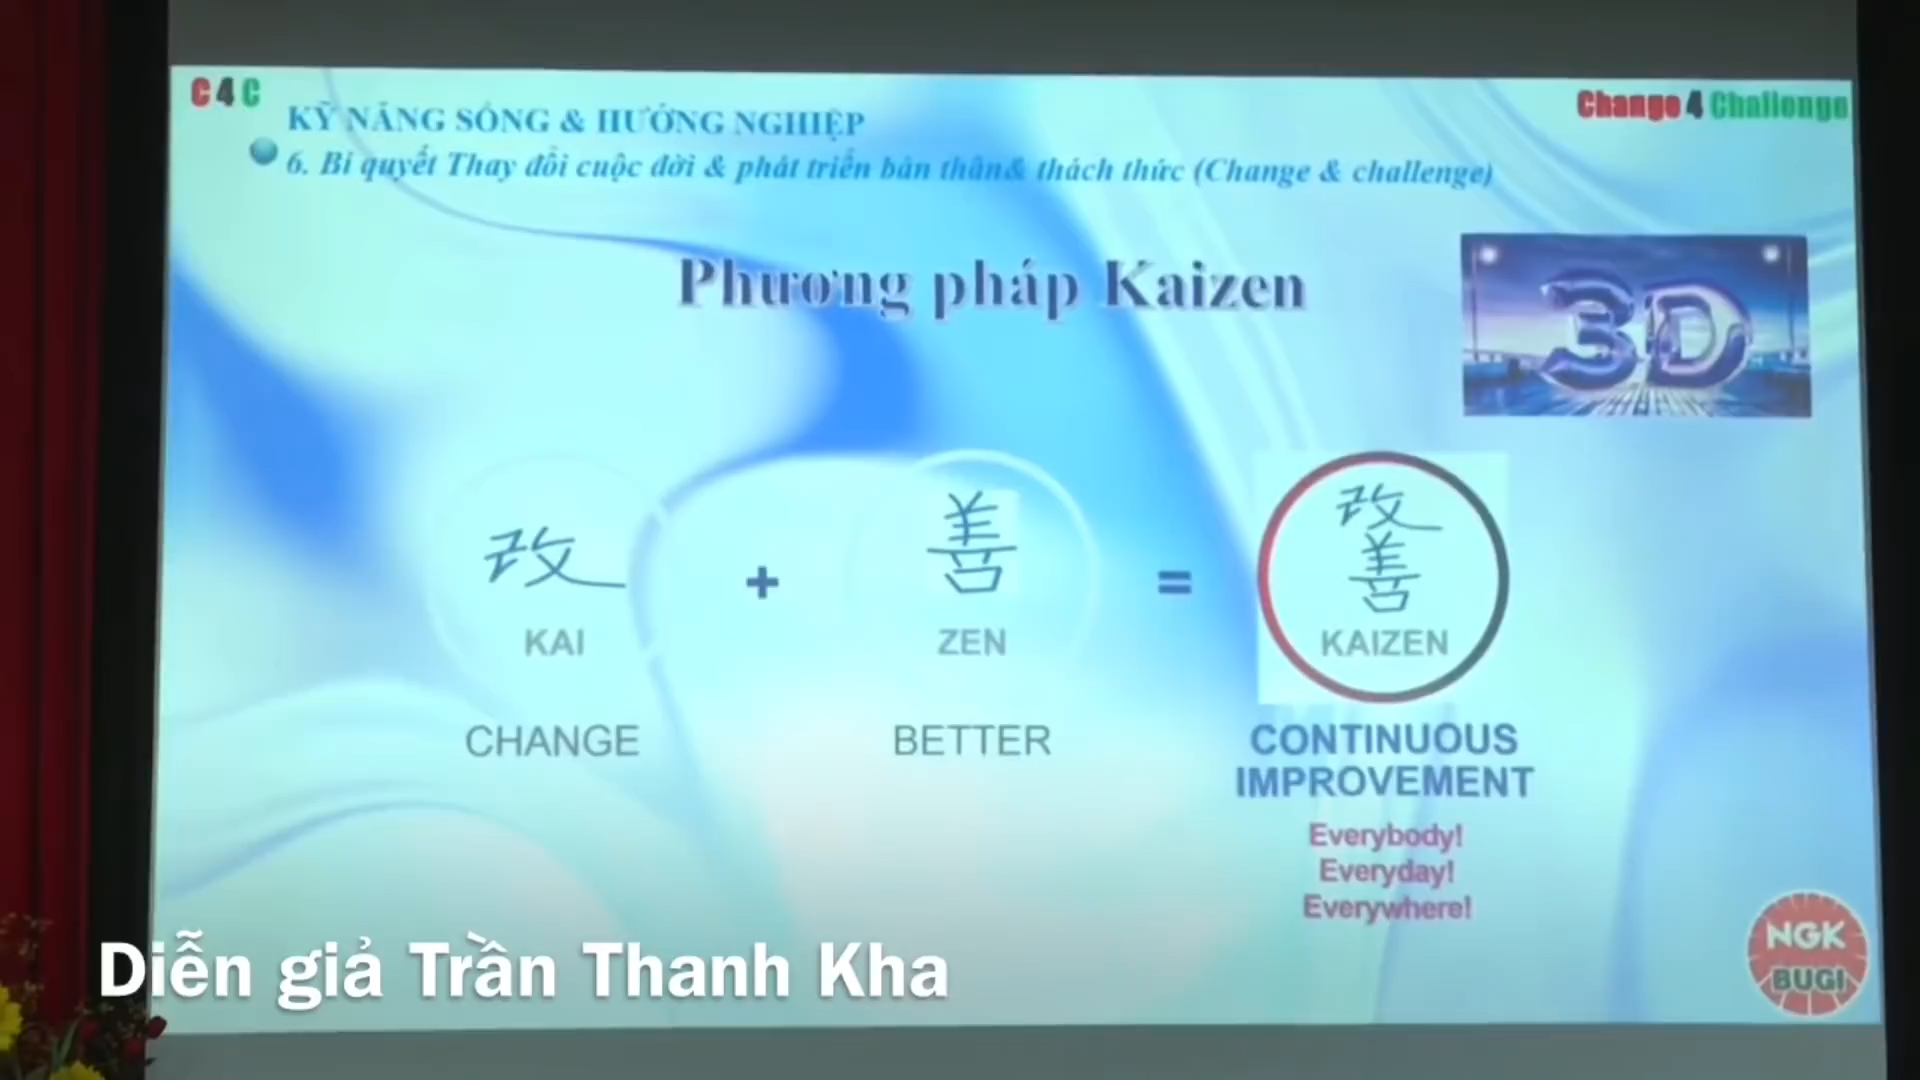 C4C
Change 4 Challenge
KỸ NĂNG SỐNG & HƯỚNG NGHIỆP
6. Bí quyết Thay đổi cuộc đời & phát triển bản thân& thách thức (Change & challenge)
Phương pháp Kaizen
3D
改 + 善 = 改善
KAI ZEN KAIZEN
CHANGE BETTER CONTINUOUS
IMPROVEMENT
Everybody!
Everyday!
Everywhere!
NGK
BUGI
Diễn giả Trần Thanh Kha